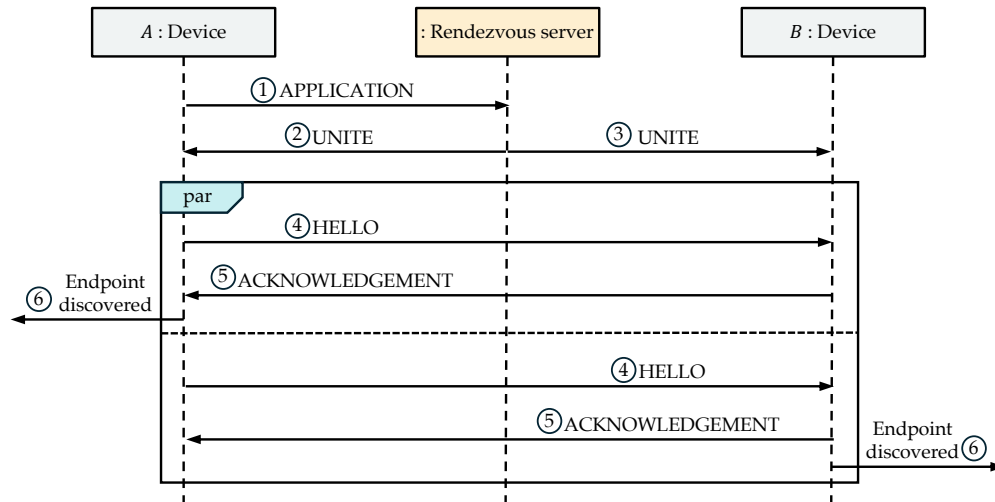 A : Device
: Rendezvous server
B : Device
① APPLICATION
② UNITE
③ UNITE
par
④ HELLO
⑤ ACKNOWLEDGEMENT
⑥ Endpoint
discovered
④ HELLO
⑤ ACKNOWLEDGEMENT
Endpoint
discovered ⑥